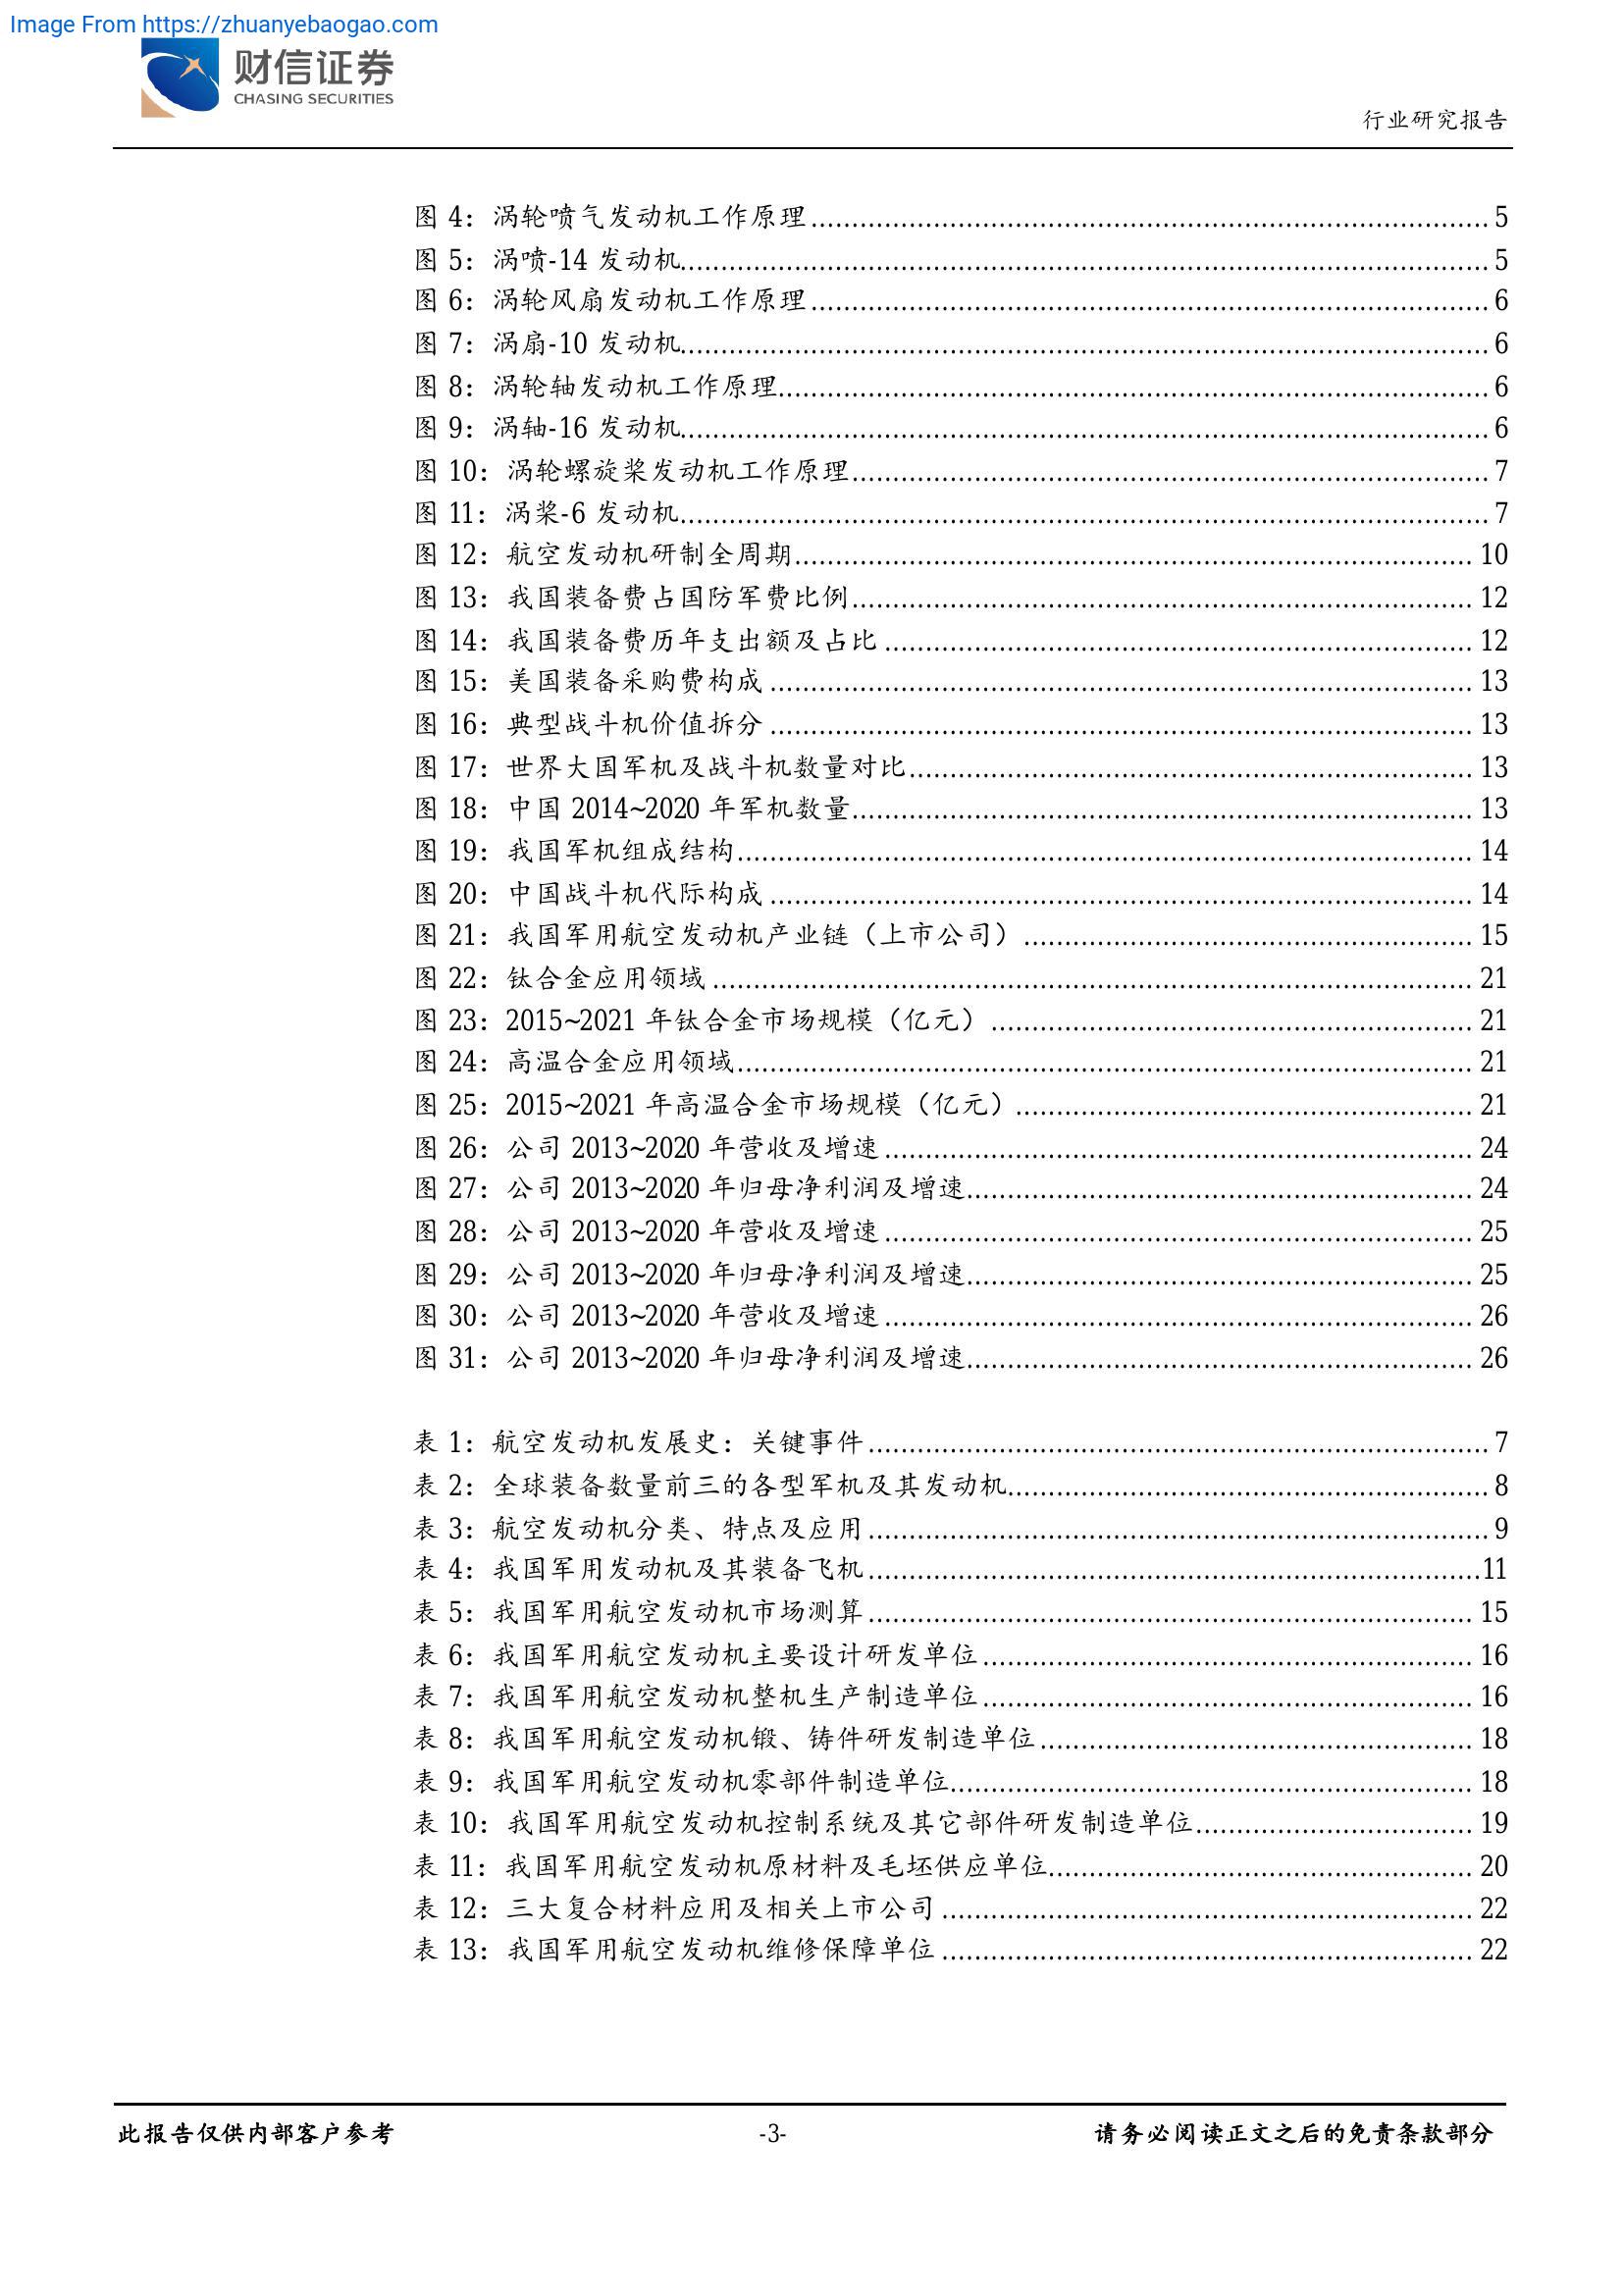 Image From https://zhuanyebaogao.com
财信证券
CHASING SECURITIES
行业研究报告
图 4：涡轮喷气发动机工作原理 5
图 5：涡喷-14 发动机 5
图 6：涡轮风扇发动机工作原理 6
图 7：涡扇-10 发动机 6
图 8：涡轮轴发动机工作原理 6
图 9：涡轴-16 发动机 6
图 10：涡轮螺旋桨发动机工作原理 7
图 11：涡桨-6 发动机 7
图 12：航空发动机研制全周期 10
图 13：我国装备费占国防军费比例 12
图 14：我国装备费历年支出额及占比 12
图 15：美国装备采购费构成 13
图 16：典型战斗机价值拆分 13
图 17：世界大国军机及战斗机数量对比 13
图 18：中国 2014~2020 年军机数量 13
图 19：我国军机组成结构 14
图 20：中国战斗机代际构成 14
图 21：我国军用航空发动机产业链（上市公司） 15
图 22：钛合金应用领域 21
图 23：2015~2021 年钛合金市场规模（亿元） 21
图 24：高温合金应用领域 21
图 25：2015~2021 年高温合金市场规模（亿元） 21
图 26：公司 2013~2020 年营收及增速 24
图 27：公司 2013~2020 年归母净利润及增速 24
图 28：公司 2013~2020 年营收及增速 25
图 29：公司 2013~2020 年归母净利润及增速 25
图 30：公司 2013~2020 年营收及增速 26
图 31：公司 2013~2020 年归母净利润及增速 26
表 1：航空发动机发展史：关键事件 7
表 2：全球装备数量前三的各型军机及其发动机 8
表 3：航空发动机分类、特点及应用 9
表 4：我国军用发动机及其装备飞机 11
表 5：我国军用航空发动机市场测算 15
表 6：我国军用航空发动机主要设计研发单位 16
表 7：我国军用航空发动机整机生产制造单位 16
表 8：我国军用航空发动机锻、铸件研发制造单位 18
表 9：我国军用航空发动机零部件制造单位 18
表 10：我国军用航空发动机控制系统及其它部件研发制造单位 19
表 11：我国军用航空发动机原材料及毛坯供应单位 20
表 12：三大复合材料应用及相关上市公司 22
表 13：我国军用航空发动机维修保障单位 22
此报告仅供内部客户参考 -3- 请务必阅读正文之后的免责条款部分